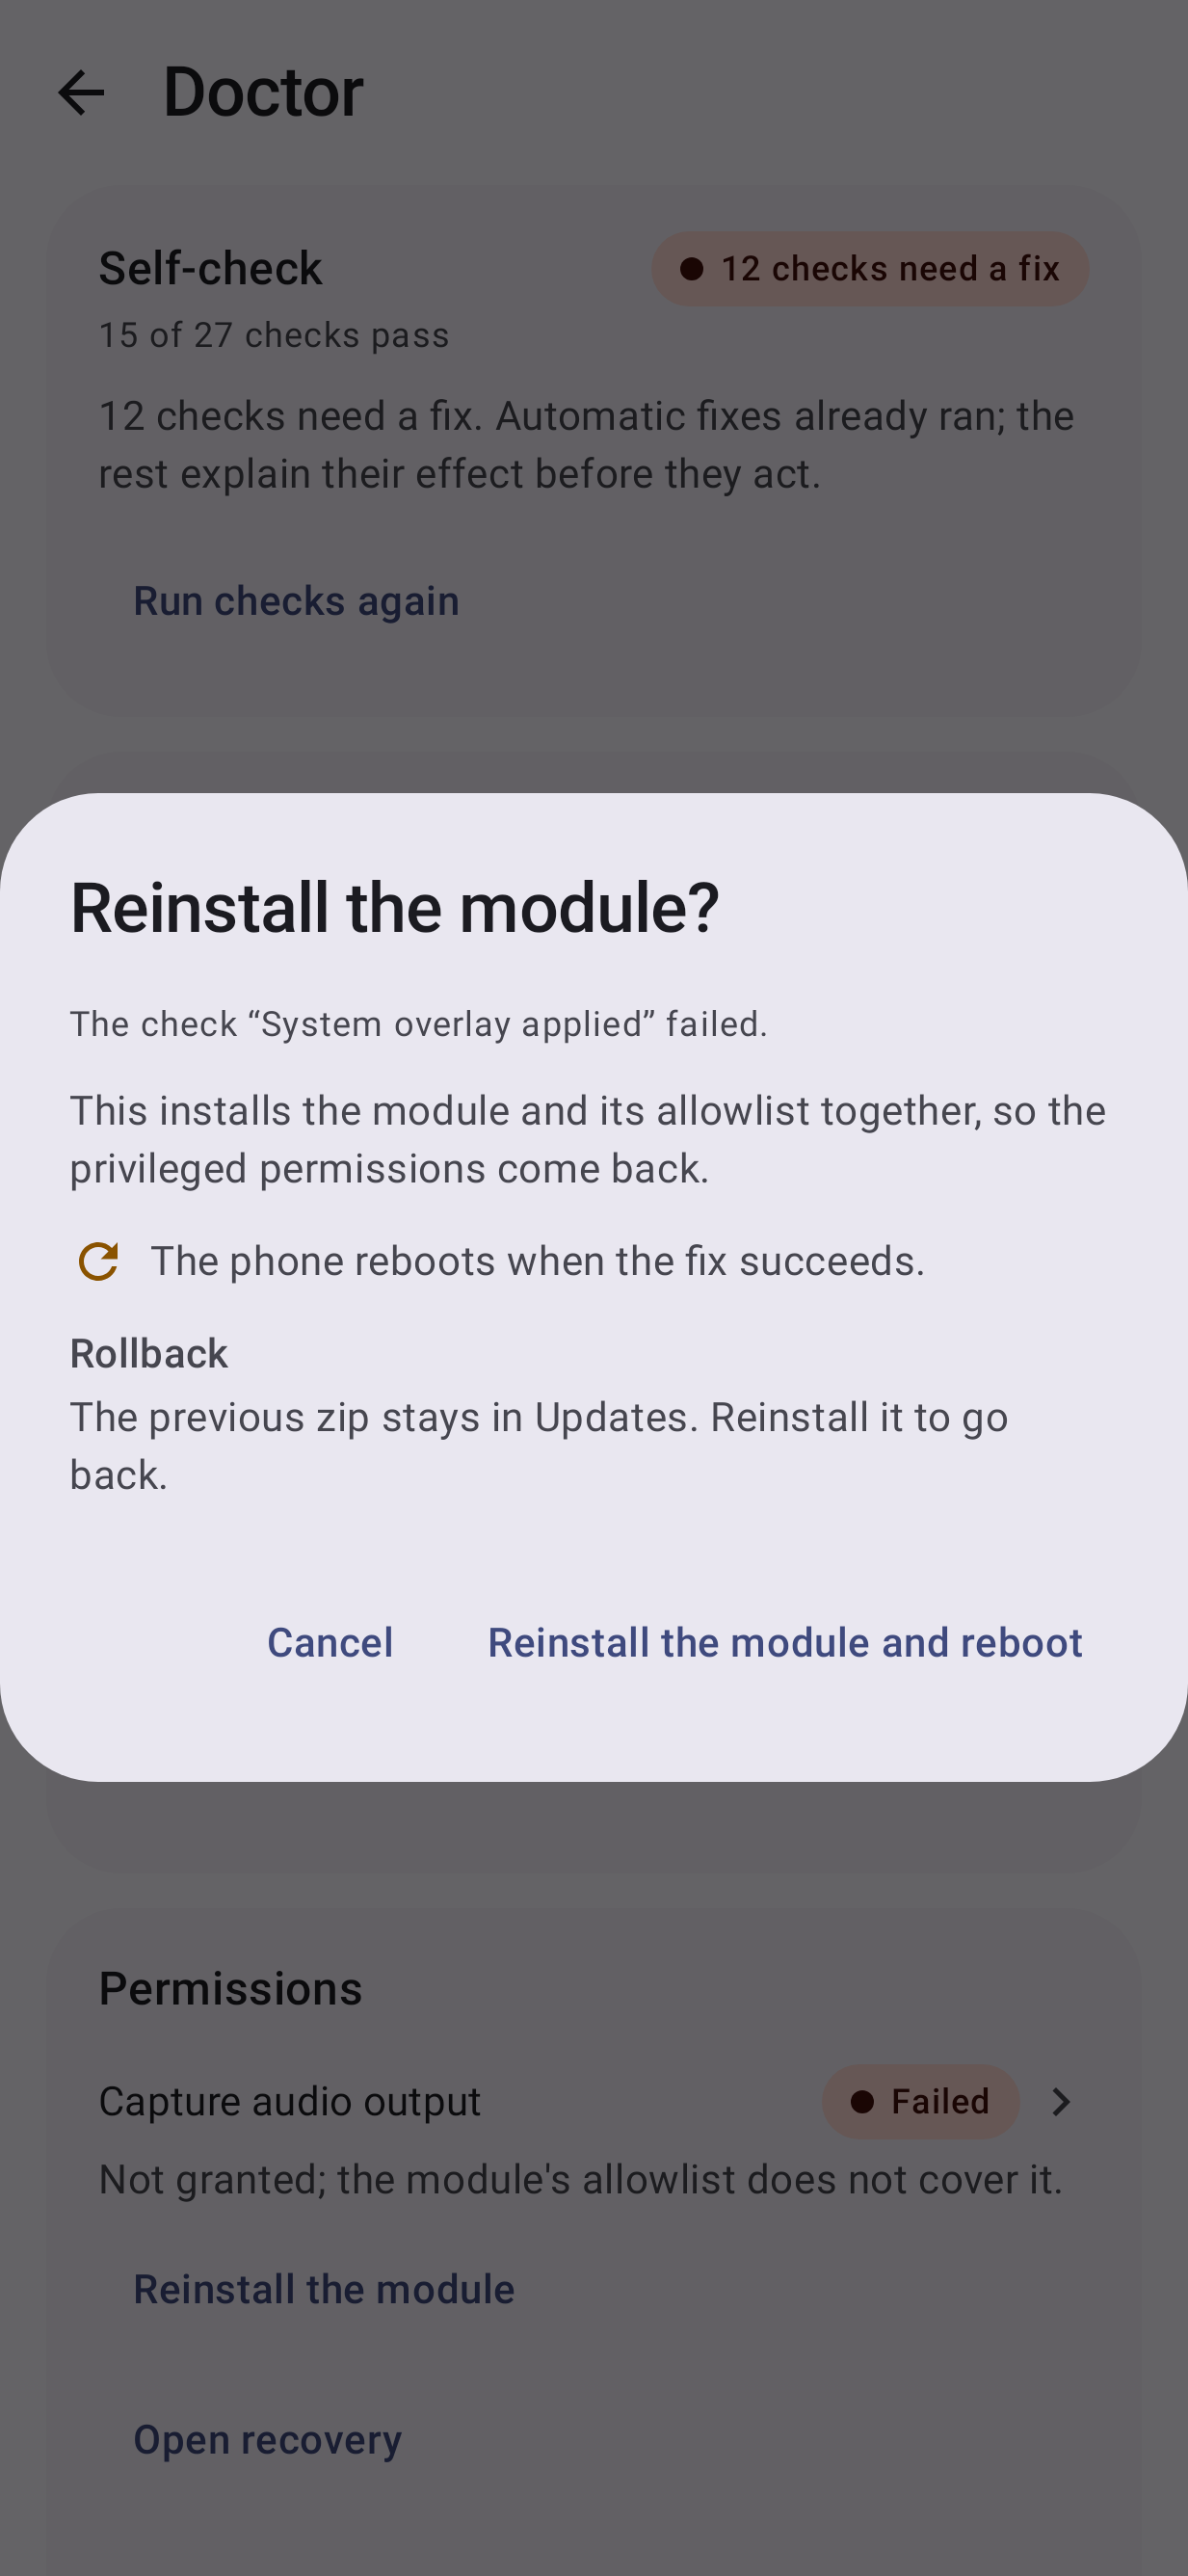 Doctor
Self-check
12 checks need a fix
15 of 27 checks pass
12 checks need a fix. Automatic fixes already ran; the
rest explain their effect before they act.
Run checks again
Reinstall the module?
The check “System overlay applied” failed.
This installs the module and its allowlist together, so the
privileged permissions come back.
The phone reboots when the fix succeeds.
Rollback
The previous zip stays in Updates. Reinstall it to go
back.
Cancel
Reinstall the module and reboot
Permissions
Capture audio output
Failed
Not granted; the module's allowlist does not cover it.
Reinstall the module
Open recovery